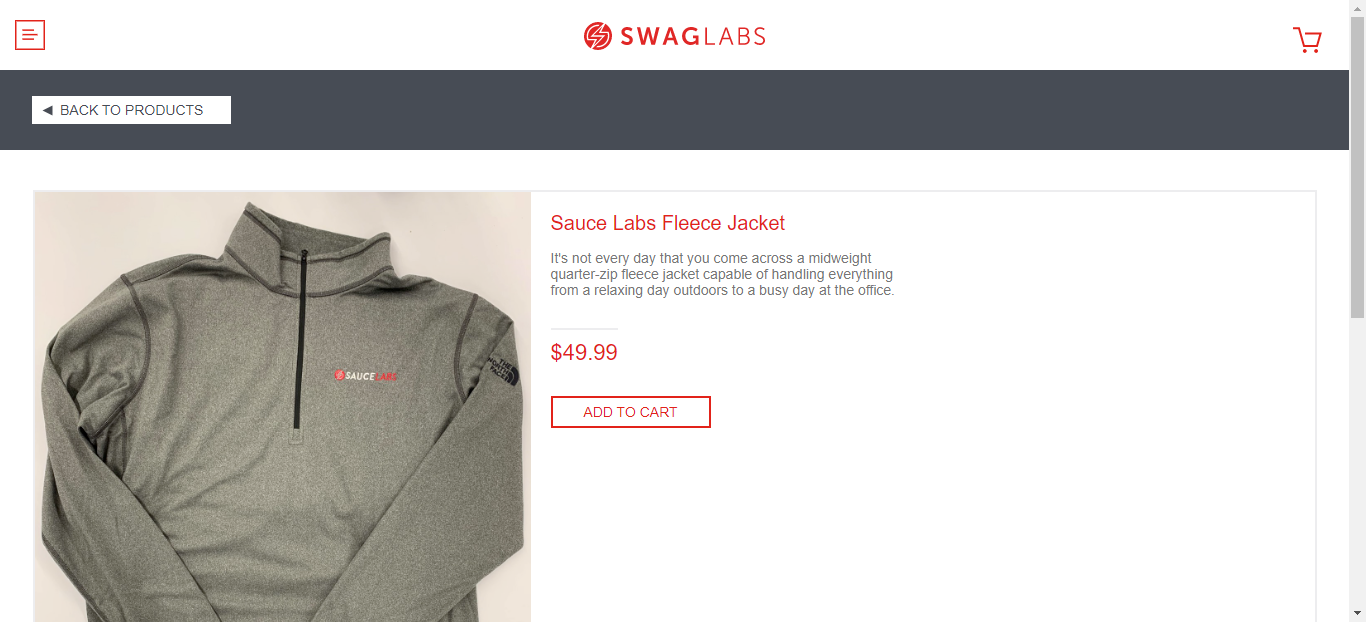 SWAGLABS
◄ BACK TO PRODUCTS
Sauce Labs Fleece Jacket
It's not every day that you come across a midweight
quarter-zip fleece jacket capable of handling everything
from a relaxing day outdoors to a busy day at the office.
$49.99
ADD TO CART
SAUCELABS
THE
NORTH
FACE